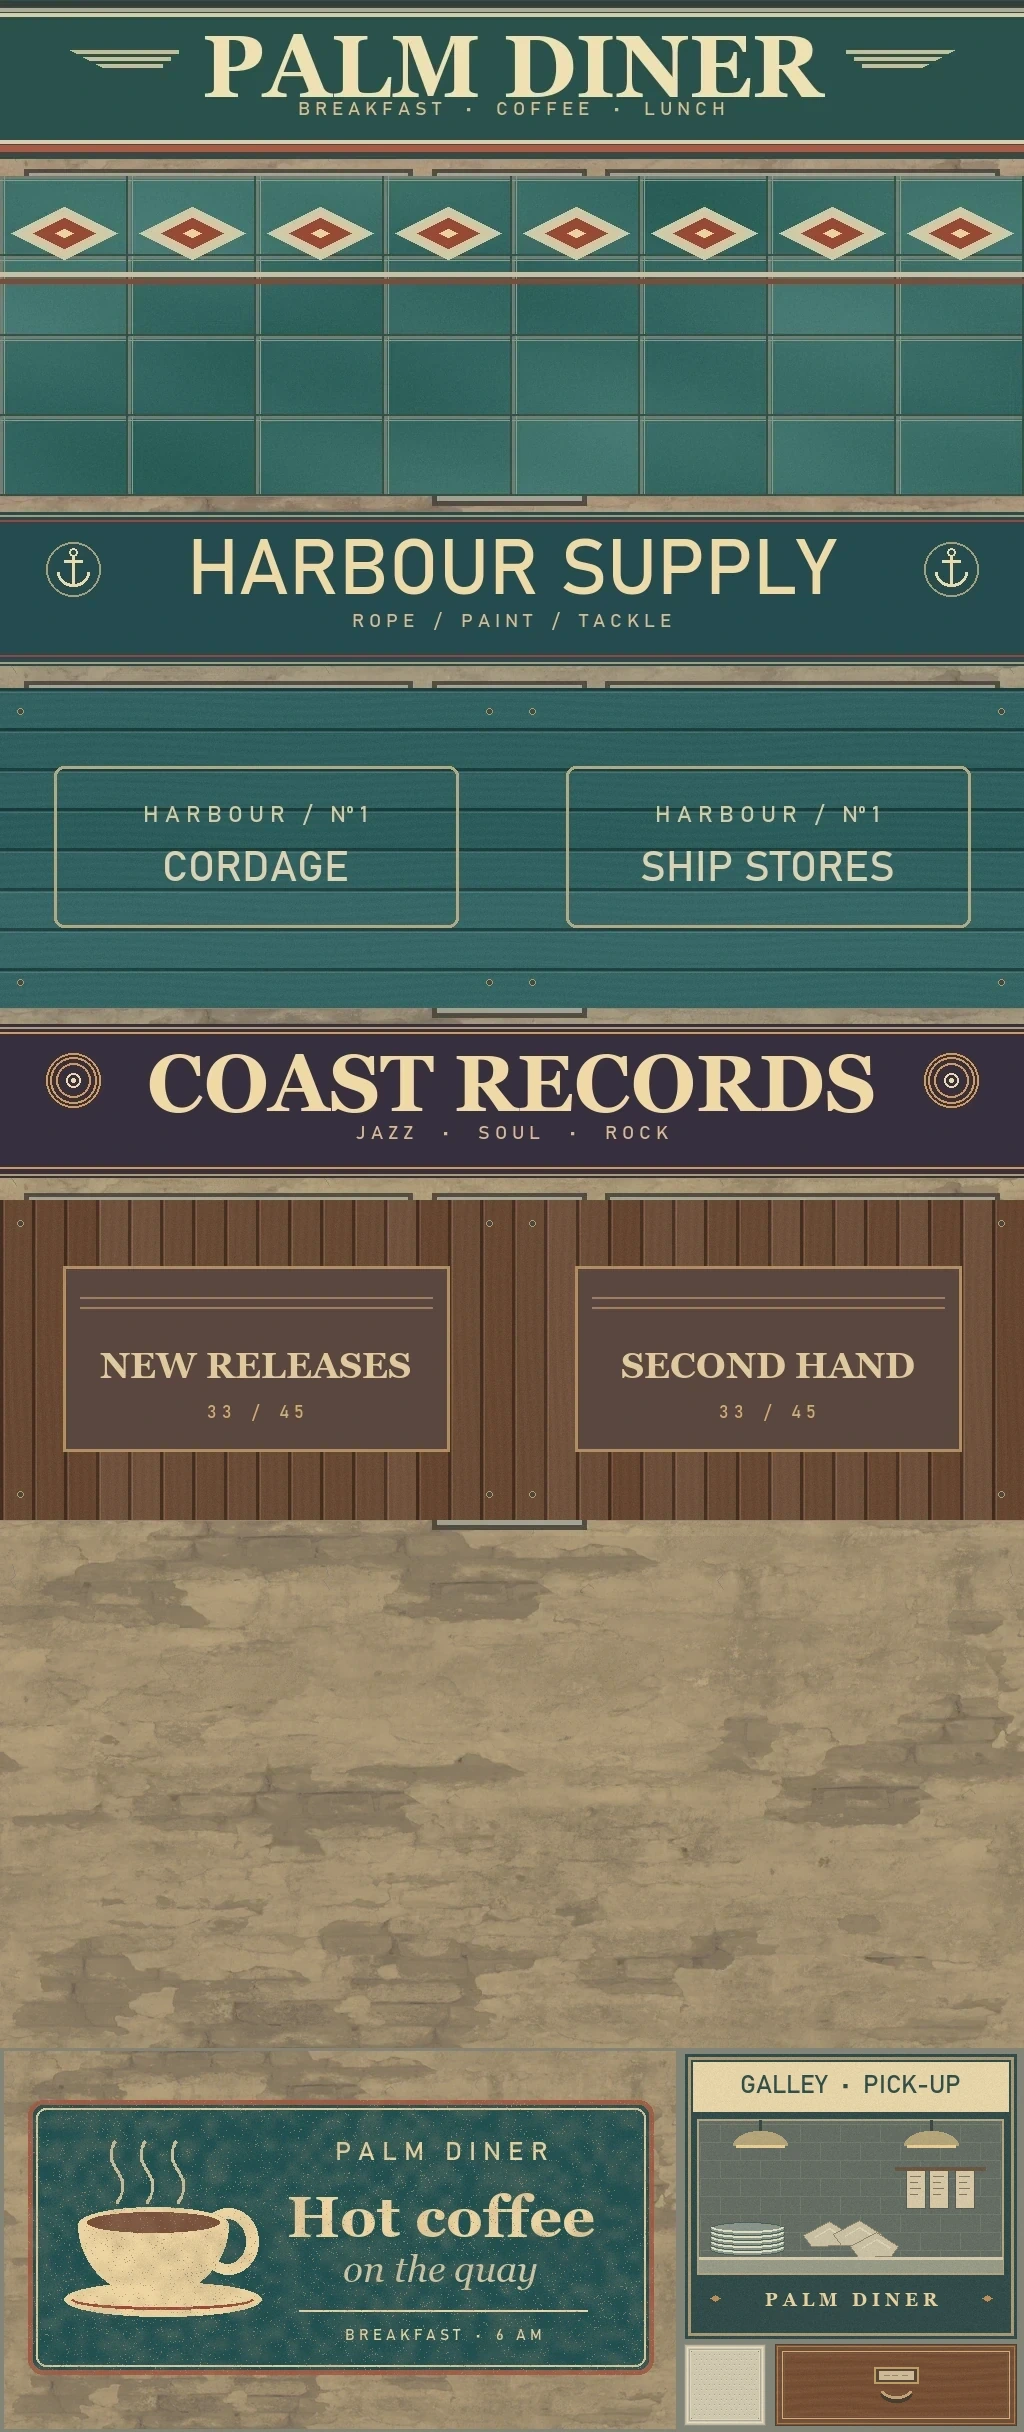 PALM DINER
BREAKFAST · COFFEE · LUNCH
HARBOUR SUPPLY
ROPE / PAINT / TACKLE
HARBOUR / Nº1
CORDAGE
HARBOUR / Nº1
SHIP STORES
COAST RECORDS
JAZZ · SOUL · ROCK
NEW RELEASES
33 / 45
SECOND HAND
33 / 45
PALM DINER
Hot coffee
on the quay
BREAKFAST · 6 AM
GALLEY · PICK-UP
PALM DINER